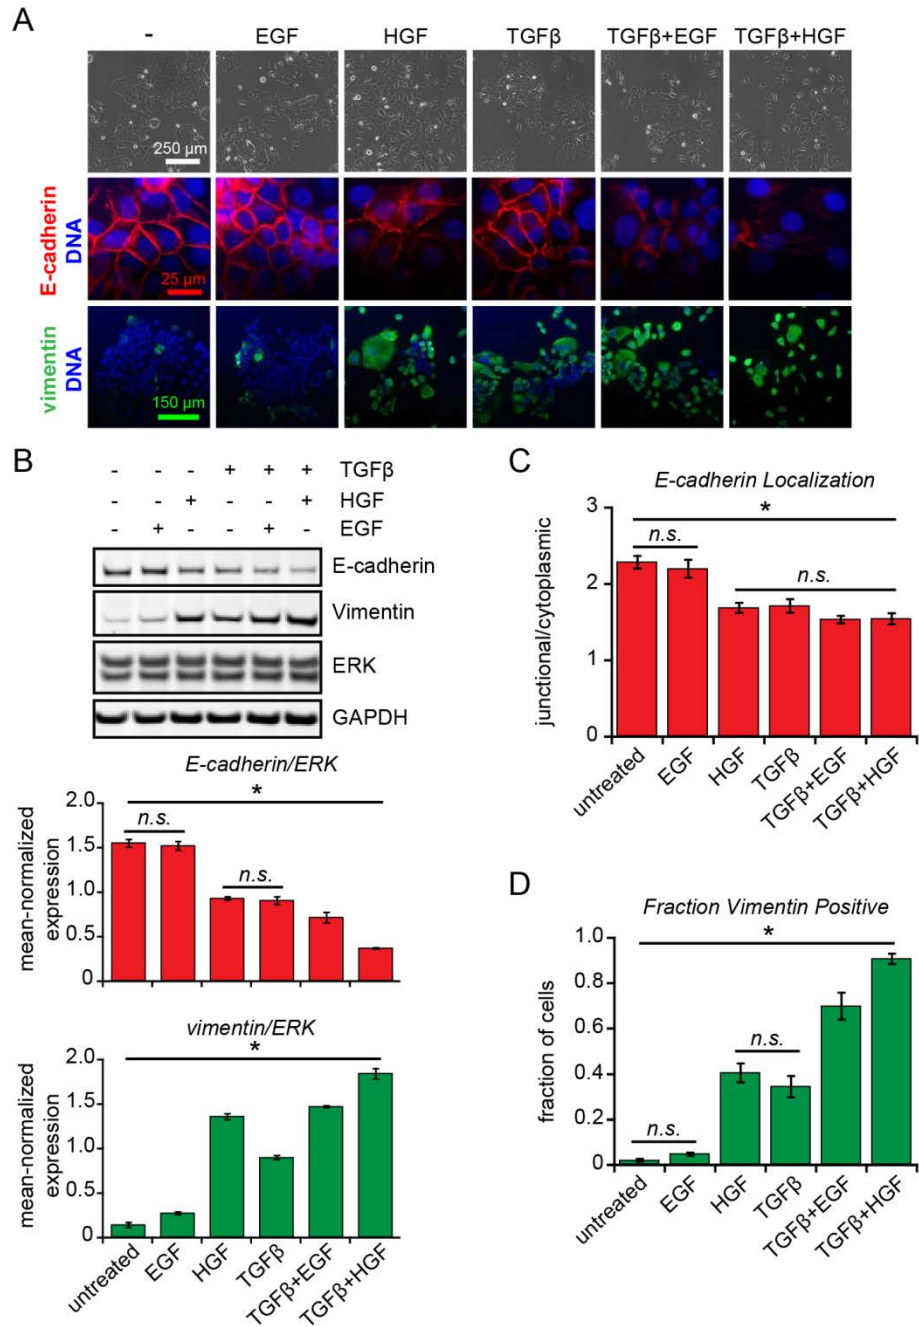 A
- EGF HGF TGFβ TGFβ+EGF TGFβ+HGF
250 µm
E-cadherin
DNA
25 µm
vimentin
DNA
150 µm
B
- - - + + + TGFβ
- - + - - + HGF
- + - - + - EGF
E-cadherin
Vimentin
ERK
GAPDH
E-cadherin/ERK
*
n.s.
n.s.
mean-normalized
expression
2.0
1.5
1.0
0.5
0
vimentin/ERK
*
mean-normalized
expression
2.0
1.5
1.0
0.5
0
untreated
EGF
HGF
TGFβ
TGFβ+EGF
TGFβ+HGF
C
E-cadherin Localization
*
n.s.
n.s.
junctional/cytoplasmic
3
2
1
0
untreated
EGF
HGF
TGFβ
TGFβ+EGF
TGFβ+HGF
D
Fraction Vimentin Positive
*
n.s.
n.s.
fraction of cells
1.0
0.8
0.6
0.4
0.2
0
untreated
EGF
HGF
TGFβ
TGFβ+EGF
TGFβ+HGF